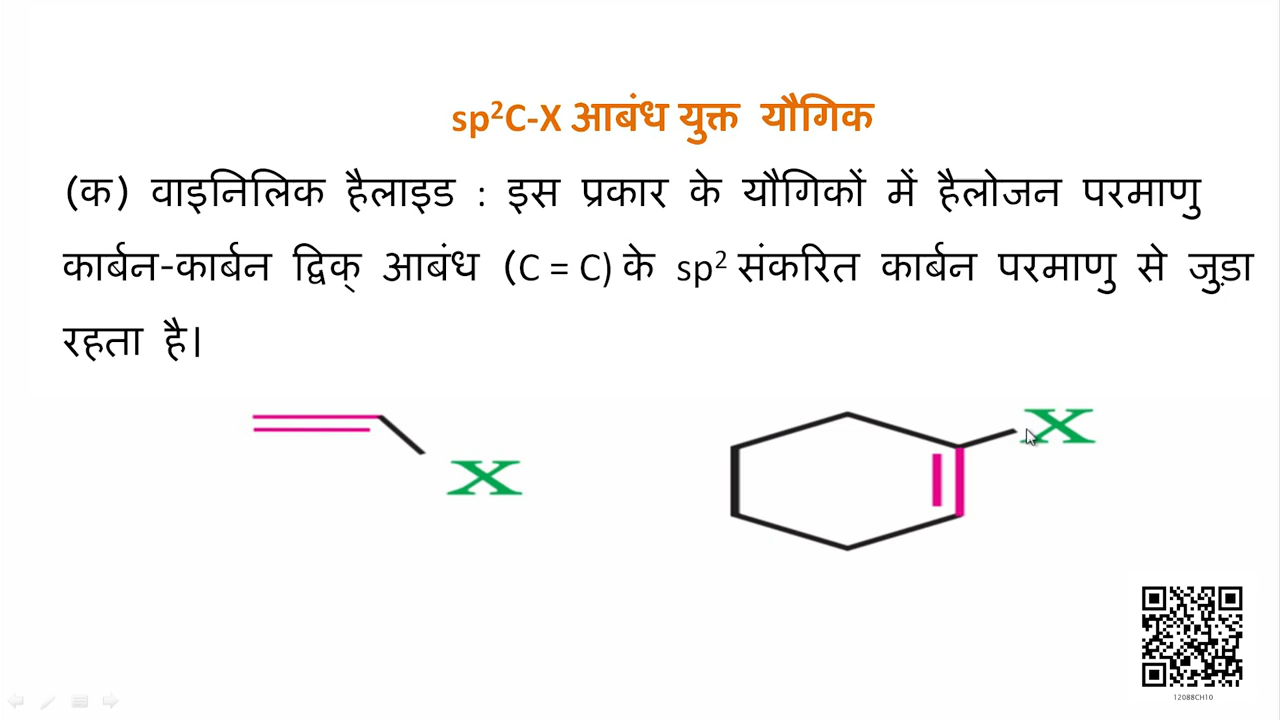 sp²C-X आबंध युक्त यौगिक
(क) वाइनिलिक हैलाइड : इस प्रकार के यौगिकों में हैलोजन परमाणु
कार्बन-कार्बन द्विक् आबंध (C = C) के sp² संकरित कार्बन परमाणु से जुड़ा
रहता है।
X
X
12088CH10